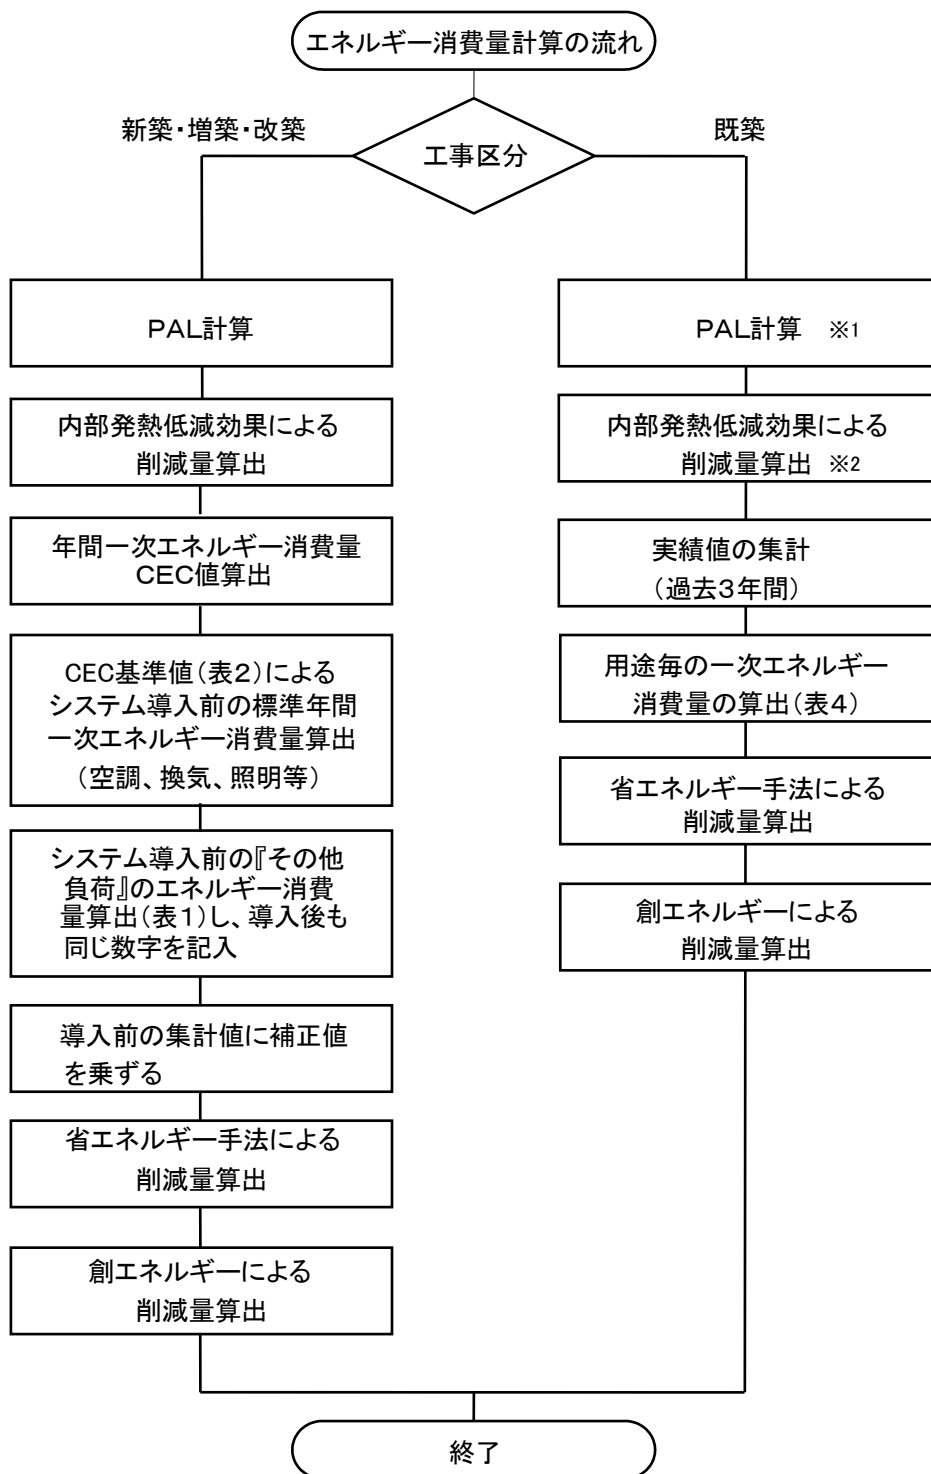 エネルギー消費量計算の流れ
工事区分
新築・増築・改築
既築
PAL計算
内部発熱低減効果による
削減量算出
年間一次エネルギー消費量
CEC値算出
CEC基準値（表２）による
システム導入前の標準年間
一次エネルギー消費量算出
（空調、換気、照明等）
システム導入前の『その他
負荷』のエネルギー消費
量算出（表１）し、導入後も
同じ数字を記入
導入前の集計値に補正値
を乗ずる
省エネルギー手法による
削減量算出
創エネルギーによる
削減量算出
PAL計算 ※1
内部発熱低減効果による
削減量算出 ※2
実績値の集計
（過去３年間）
用途毎の一次エネルギー
消費量の算出（表４）
省エネルギー手法による
削減量算出
創エネルギーによる
削減量算出
終了